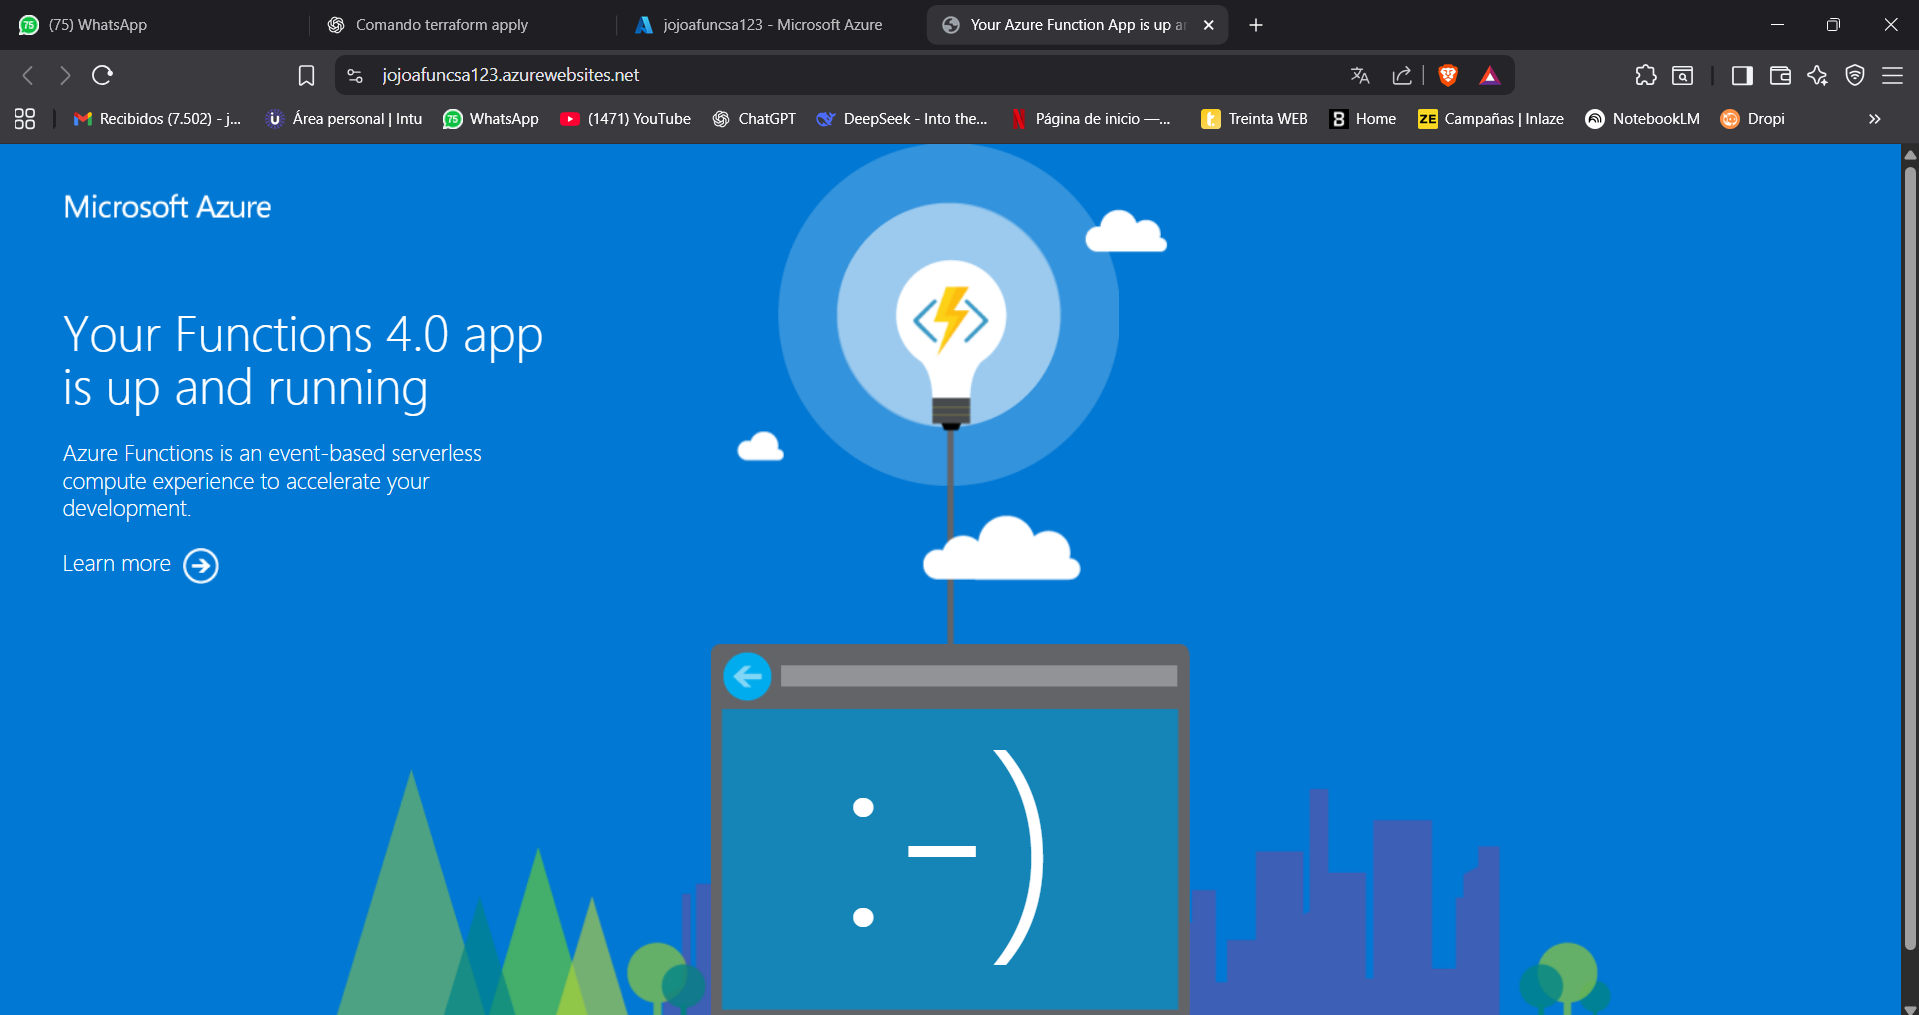 75 (75) WhatsApp
Comando terraform apply
jojoafuncsa123 - Microsoft Azure
Your Azure Function App is up a
jojoafuncsa123.azurewebsites.net
Recibidos (7.502) - j...
Área personal | Intu
75 WhatsApp
(1471) YouTube
ChatGPT
DeepSeek - Into the...
Página de inicio —...
Treinta WEB
Home
ZE Campañas | Inlaze
NotebookLM
Dropi
Microsoft Azure
Your Functions 4.0 app
is up and running
Azure Functions is an event-based serverless
compute experience to accelerate your
development.
Learn more
:-)